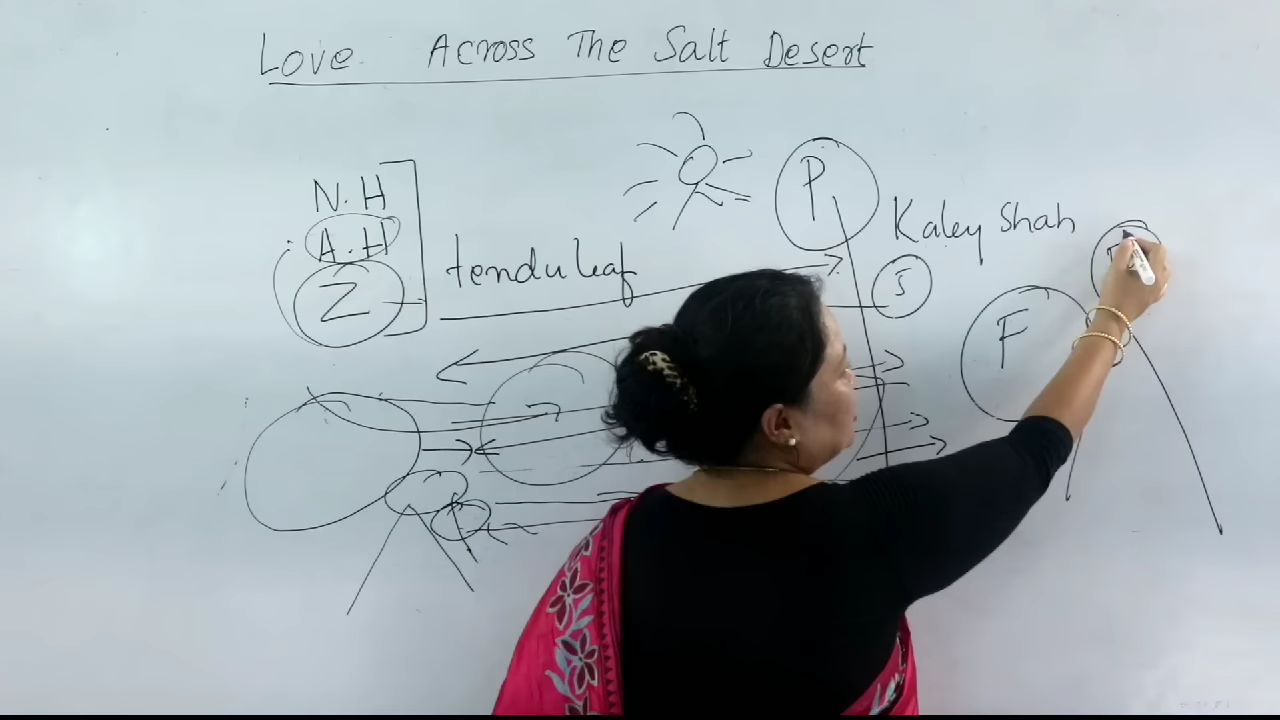 Love Across The Salt Desert
N.H
A.H
Z
tendu leaf
P
Kaley Shah
S
F